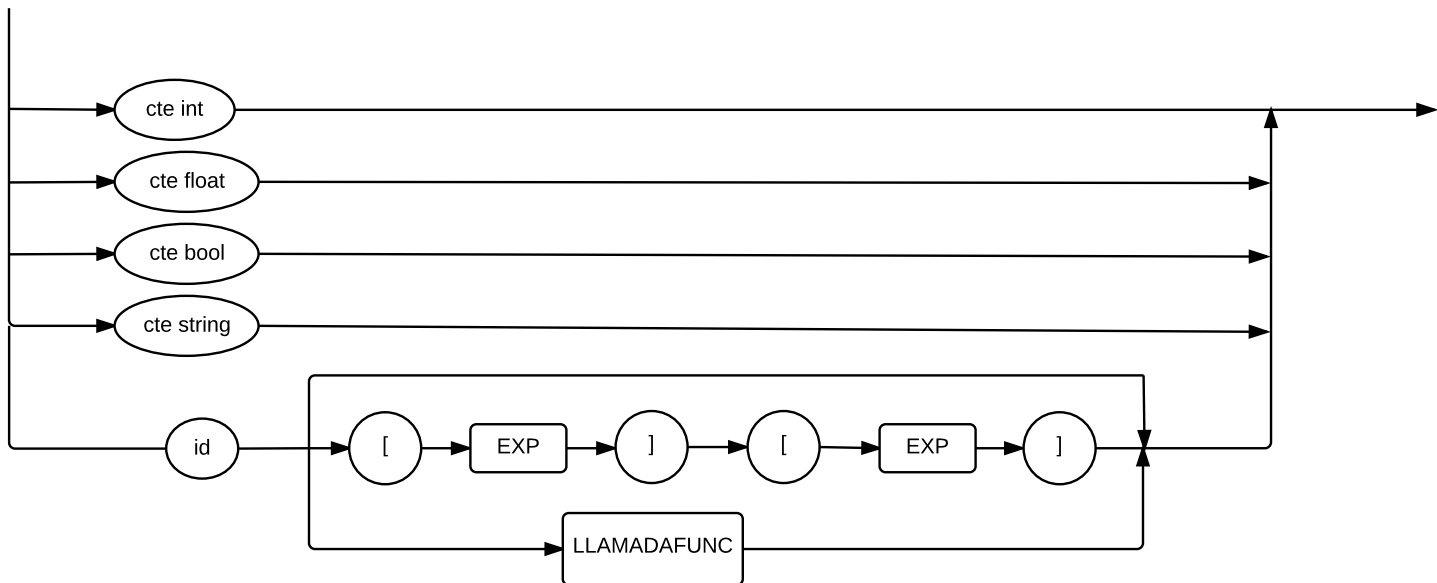 cte int
cte float
cte bool
cte string
id [ EXP ] [ EXP ]
LLAMADAFUNC